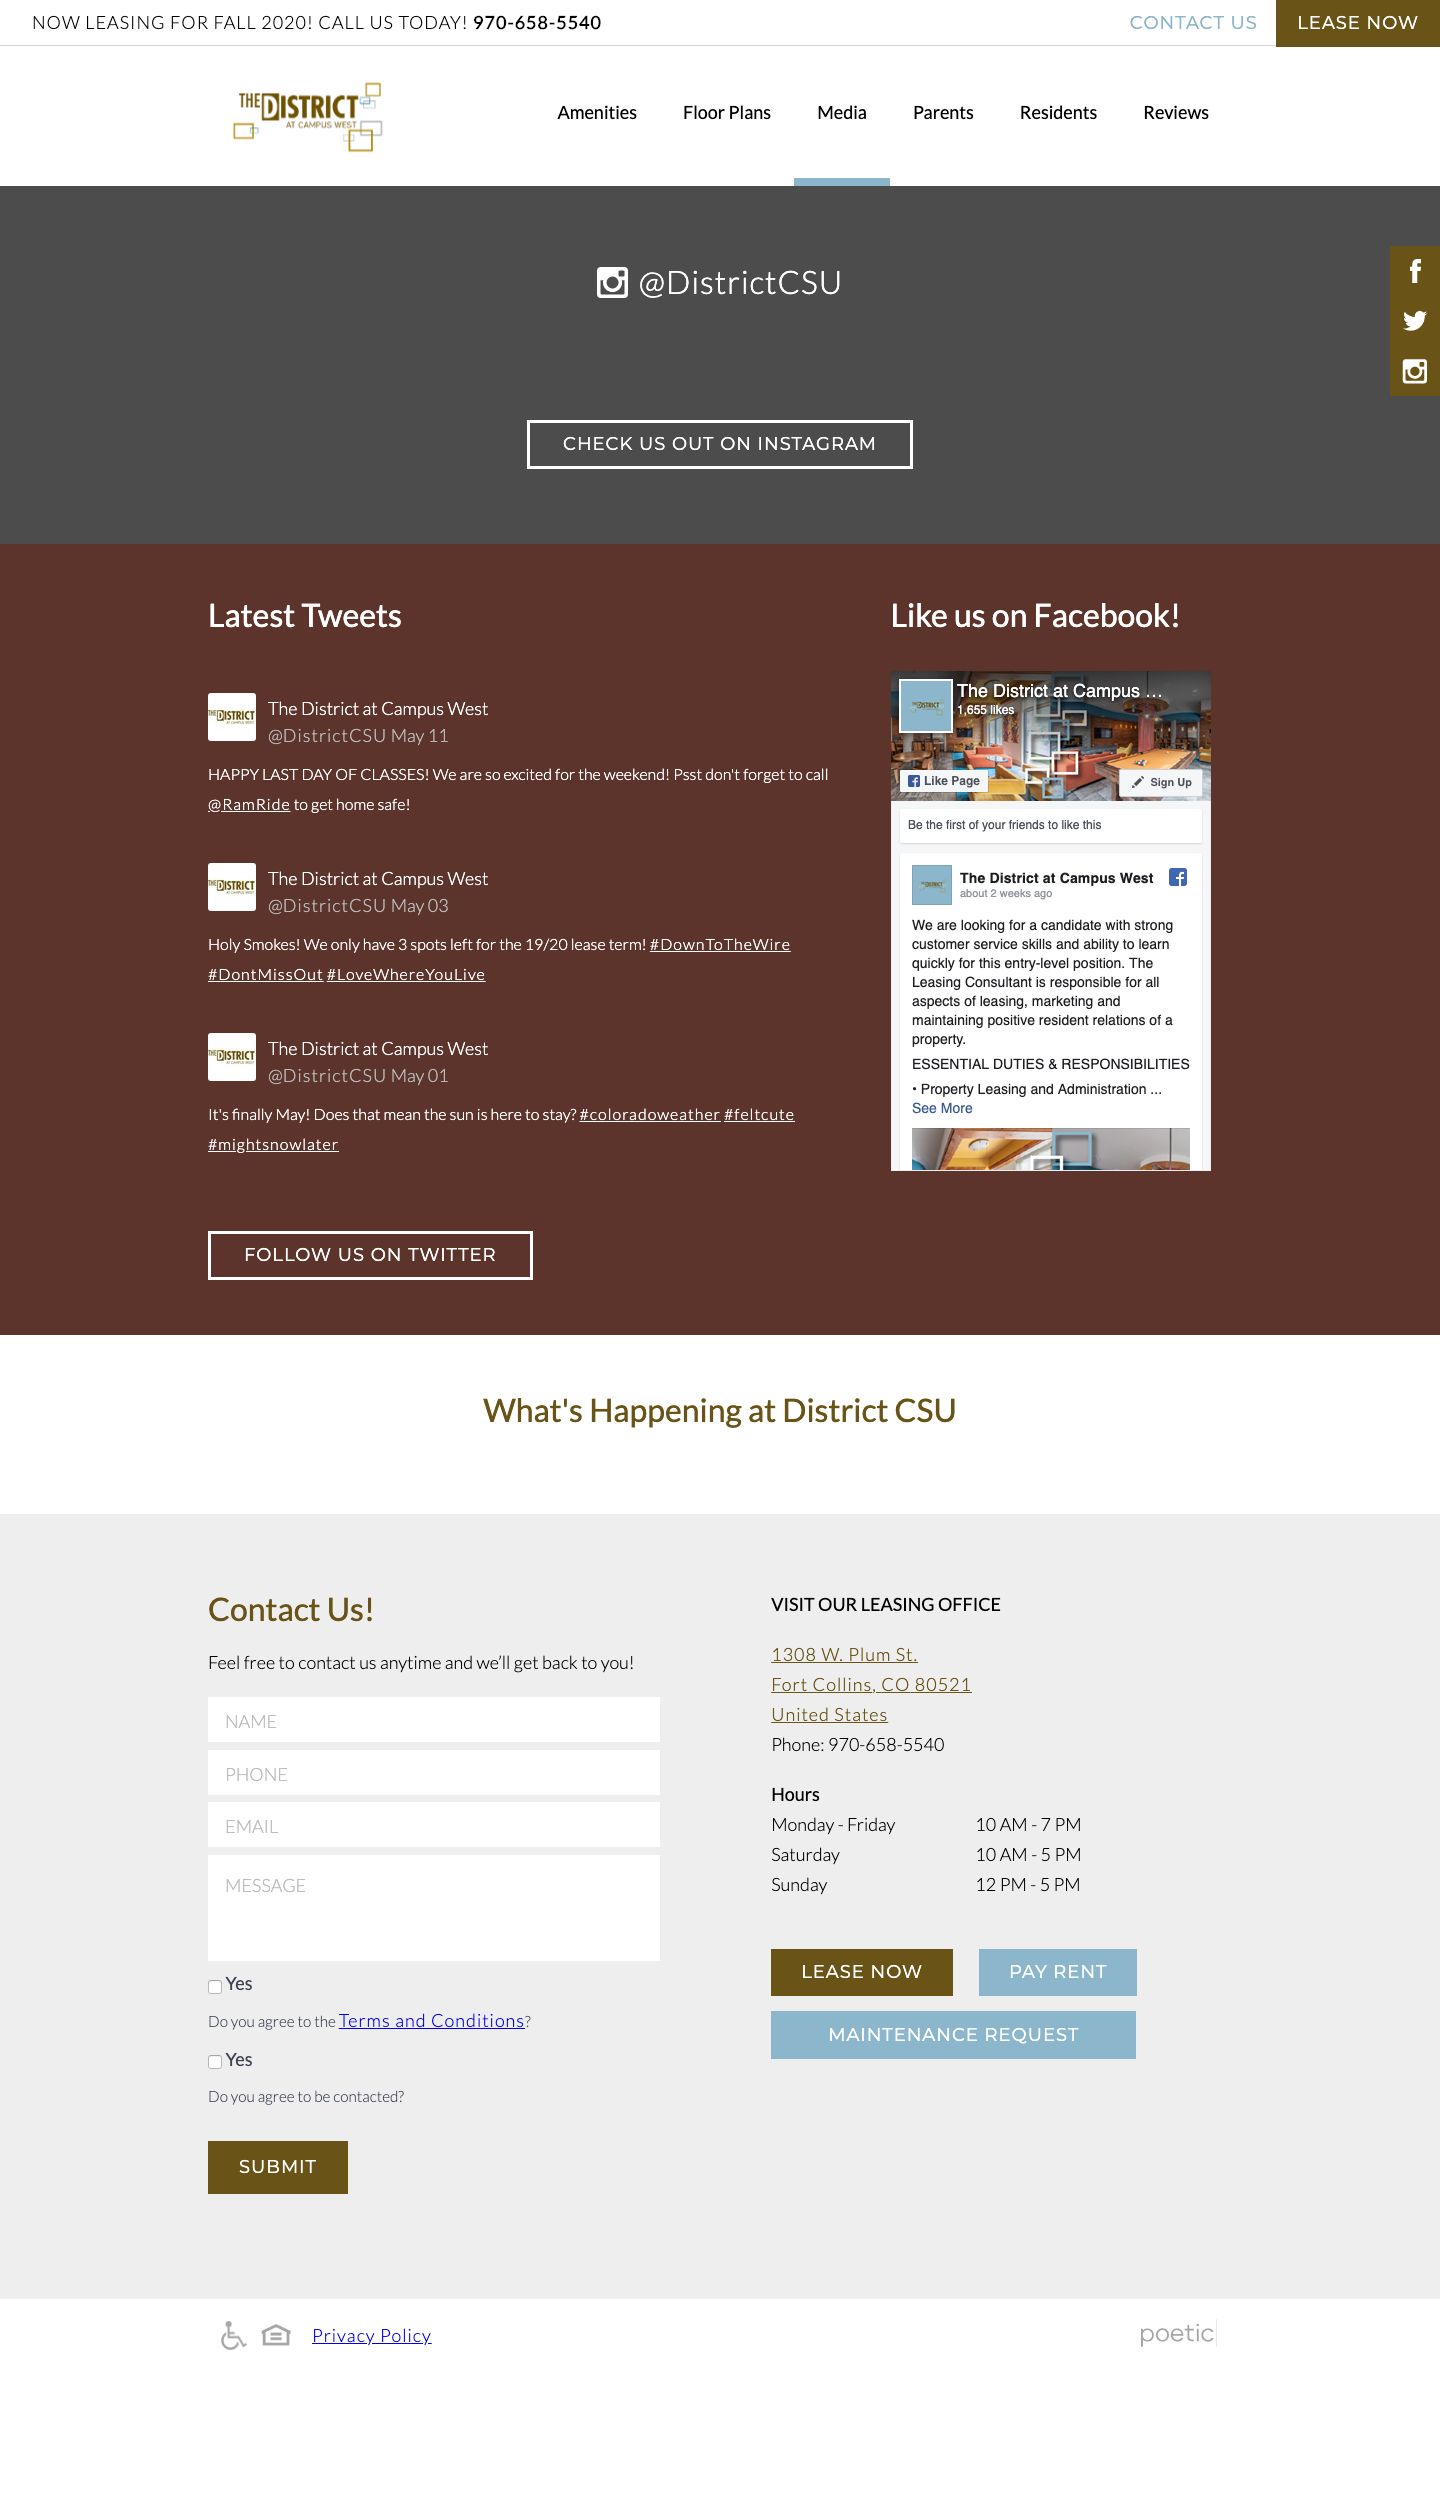 NOW LEASING FOR FALL 2020! CALL US TODAY! 970-658-5540
CONTACT US
LEASE NOW
THE DISTRICT
AT CAMPUS WEST
Amenities
Floor Plans
Media
Parents
Residents
Reviews
@DistrictCSU
CHECK US OUT ON INSTAGRAM
Latest Tweets
THE DISTRICT
The District at Campus West
@DistrictCSU May 11
HAPPY LAST DAY OF CLASSES! We are so excited for the weekend! Psst don't forget to call
@RamRide to get home safe!
THE DISTRICT
The District at Campus West
@DistrictCSU May 03
Holy Smokes! We only have 3 spots left for the 19/20 lease term! #DownToTheWire
#DontMissOut #LoveWhereYouLive
THE DISTRICT
The District at Campus West
@DistrictCSU May 01
It's finally May! Does that mean the sun is here to stay? #coloradoweather #feltcute
#mightsnowlater
FOLLOW US ON TWITTER
Like us on Facebook!
The District at Campus ...
1,655 likes
Like Page
Sign Up
Be the first of your friends to like this
The District at Campus West
about 2 weeks ago
We are looking for a candidate with strong
customer service skills and ability to learn
quickly for this entry-level position. The
Leasing Consultant is responsible for all
aspects of leasing, marketing and
maintaining positive resident relations of a
property.
ESSENTIAL DUTIES & RESPONSIBILITIES
• Property Leasing and Administration ...
See More
What's Happening at District CSU
Contact Us!
Feel free to contact us anytime and we’ll get back to you!
NAME
PHONE
EMAIL
MESSAGE
Yes
Do you agree to the Terms and Conditions?
Yes
Do you agree to be contacted?
SUBMIT
VISIT OUR LEASING OFFICE
1308 W. Plum St.
Fort Collins, CO 80521
United States
Phone: 970-658-5540
Hours
Monday - Friday 10 AM - 7 PM
Saturday 10 AM - 5 PM
Sunday 12 PM - 5 PM
LEASE NOW
PAY RENT
MAINTENANCE REQUEST
Privacy Policy
poetic